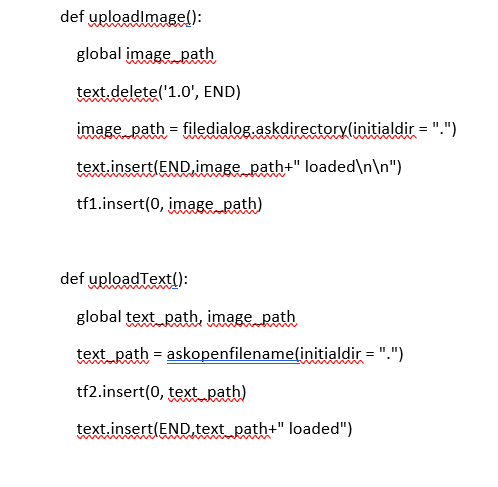 def uploadImage():
global image_path
text.delete('1.0', END)
image_path = filedialog.askdirectory(initialdir = ".")
text.insert(END,image_path+" loaded\n\n")
tf1.insert(0, image_path)
def uploadText():
global text_path, image_path
text_path = askopenfilename(initialdir = ".")
tf2.insert(0, text_path)
text.insert(END,text_path+" loaded")